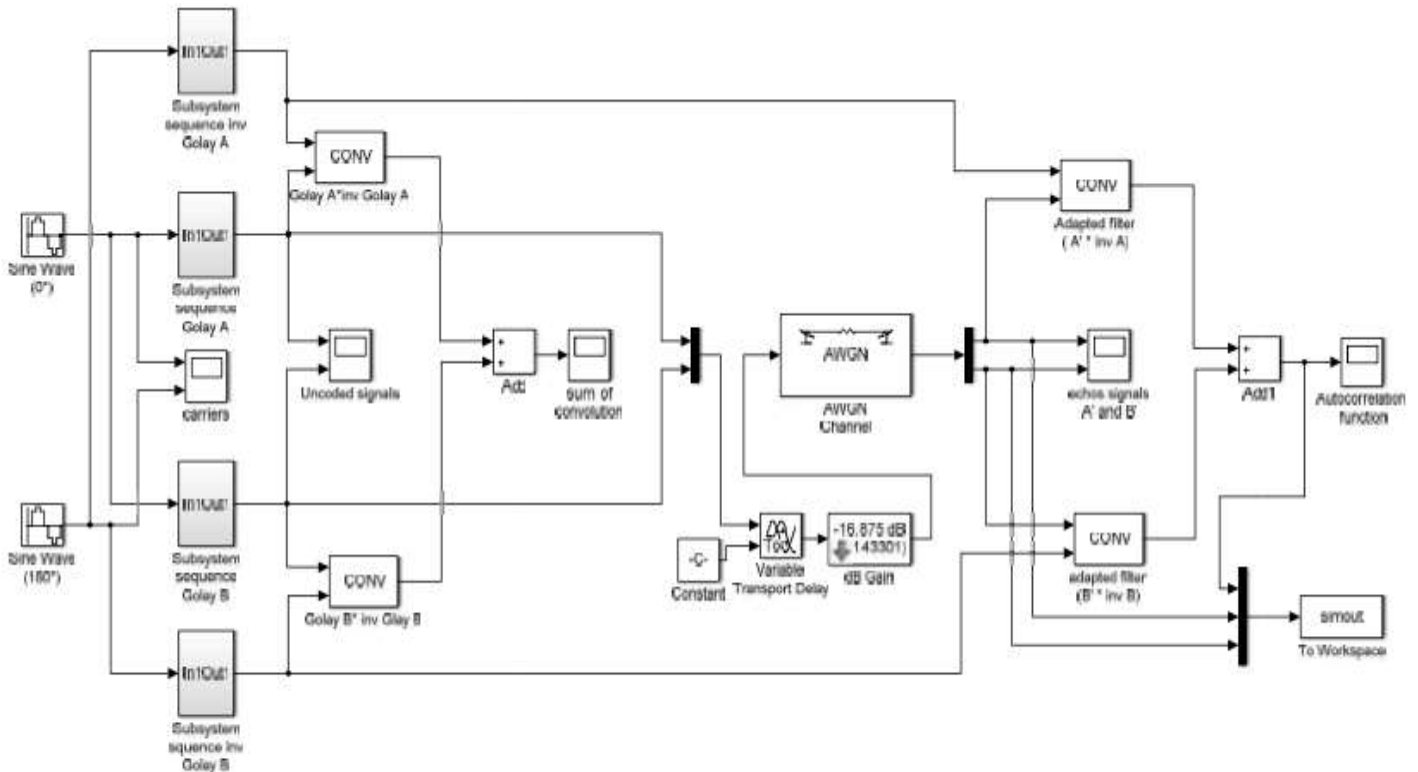 In1Out1
Subsystem
sequence inv
Golay A
CONV
Golay A*inv Golay A
Sine Wave
(0°)
In1Out1
Subsystem
sequence
Golay A
carriers
Uncoded signals
+
+
Add
sum of
convolution
Sine Wave
(180°)
In1Out1
Subsystem
sequence
Golay B
CONV
Golay B* inv Glay B
In1Out1
Subsystem
squence inv
Golay B
-C-
Constant
Variable
Transport Delay
-16.875 dB
143301)
dB Gain
AWGN
AWGN
Channel
CONV
Adapted filter
( A' * inv A)
echos signals
A' and B'
CONV
adapted filter
(B' * inv B)
+
+
Add1
Autocorrelation
function
simout
To Workspace